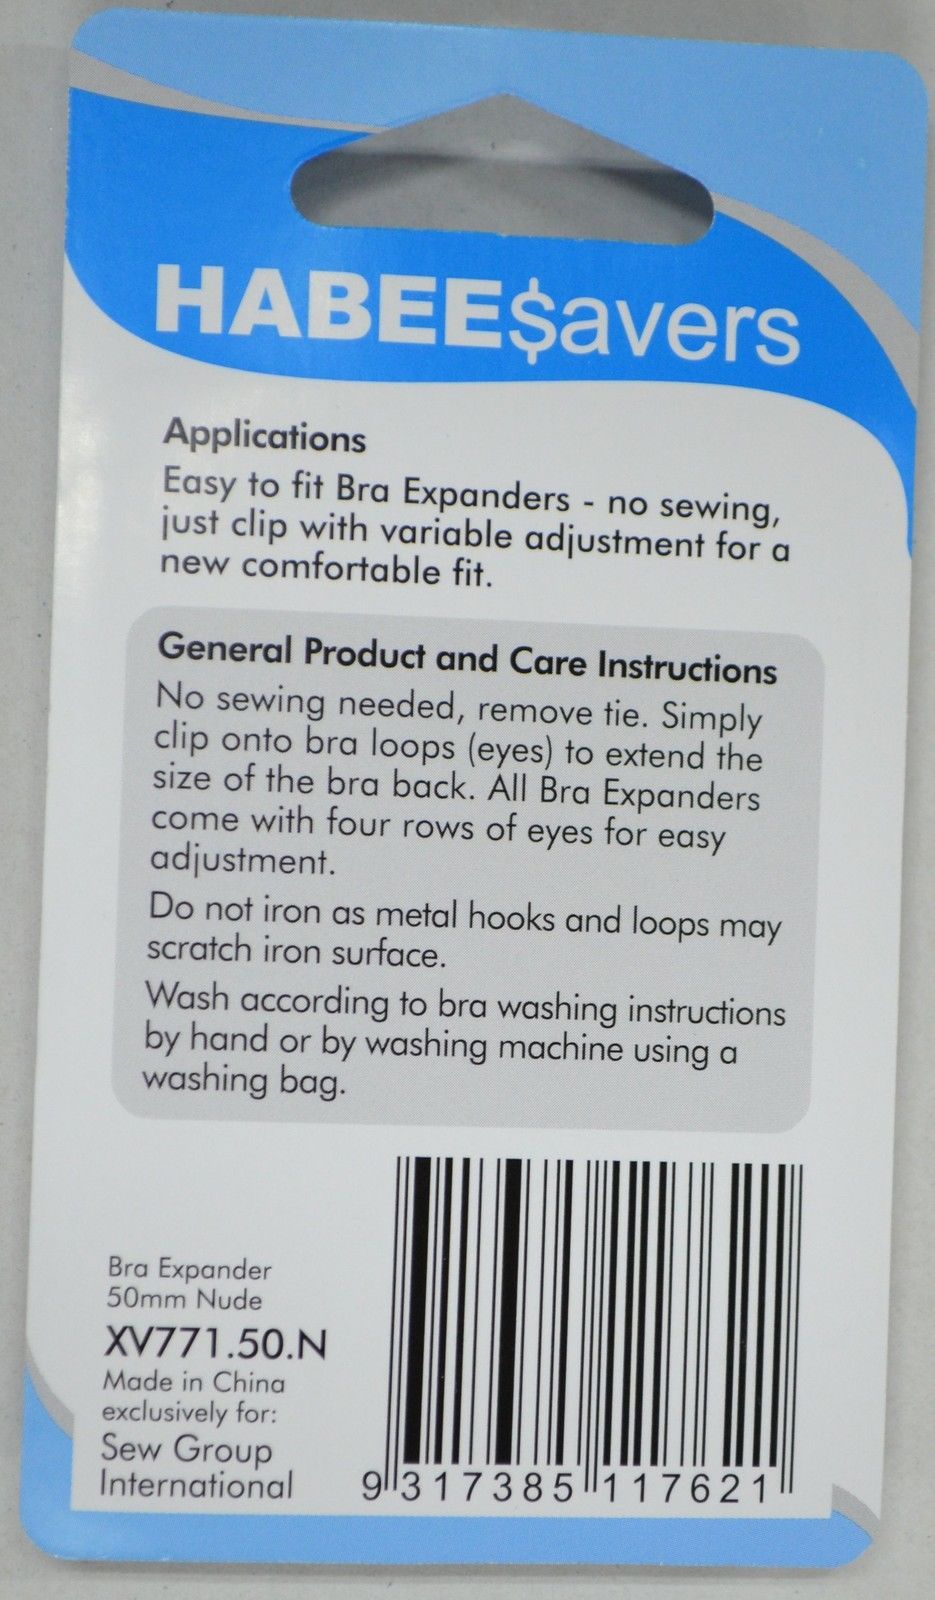 HABEE$avers
Applications
Easy to fit Bra Expanders - no sewing,
just clip with variable adjustment for a
new comfortable fit.
General Product and Care Instructions
No sewing needed, remove tie. Simply
clip onto bra loops (eyes) to extend the
size of the bra back. All Bra Expanders
come with four rows of eyes for easy
adjustment.
Do not iron as metal hooks and loops may
scratch iron surface.
Wash according to bra washing instructions
by hand or by washing machine using a
washing bag.
Bra Expander
50mm Nude
XV771.50.N
Made in China
exclusively for:
Sew Group
International
9 317385 117621